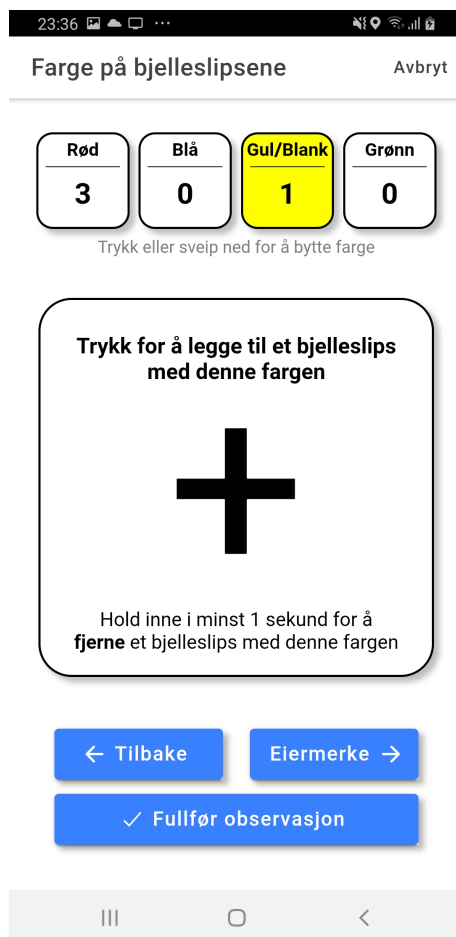 23:36
Farge på bjelleslipsene
Avbryt
Rød
Blå
Gul/Blank
Grønn
3
0
1
0
Trykk eller sveip ned for å bytte farge
Trykk for å legge til et bjelleslips
med denne fargen
Hold inne i minst 1 sekund for å
fjerne et bjelleslips med denne fargen
Tilbake
Eiermerke
Fullfør observasjon